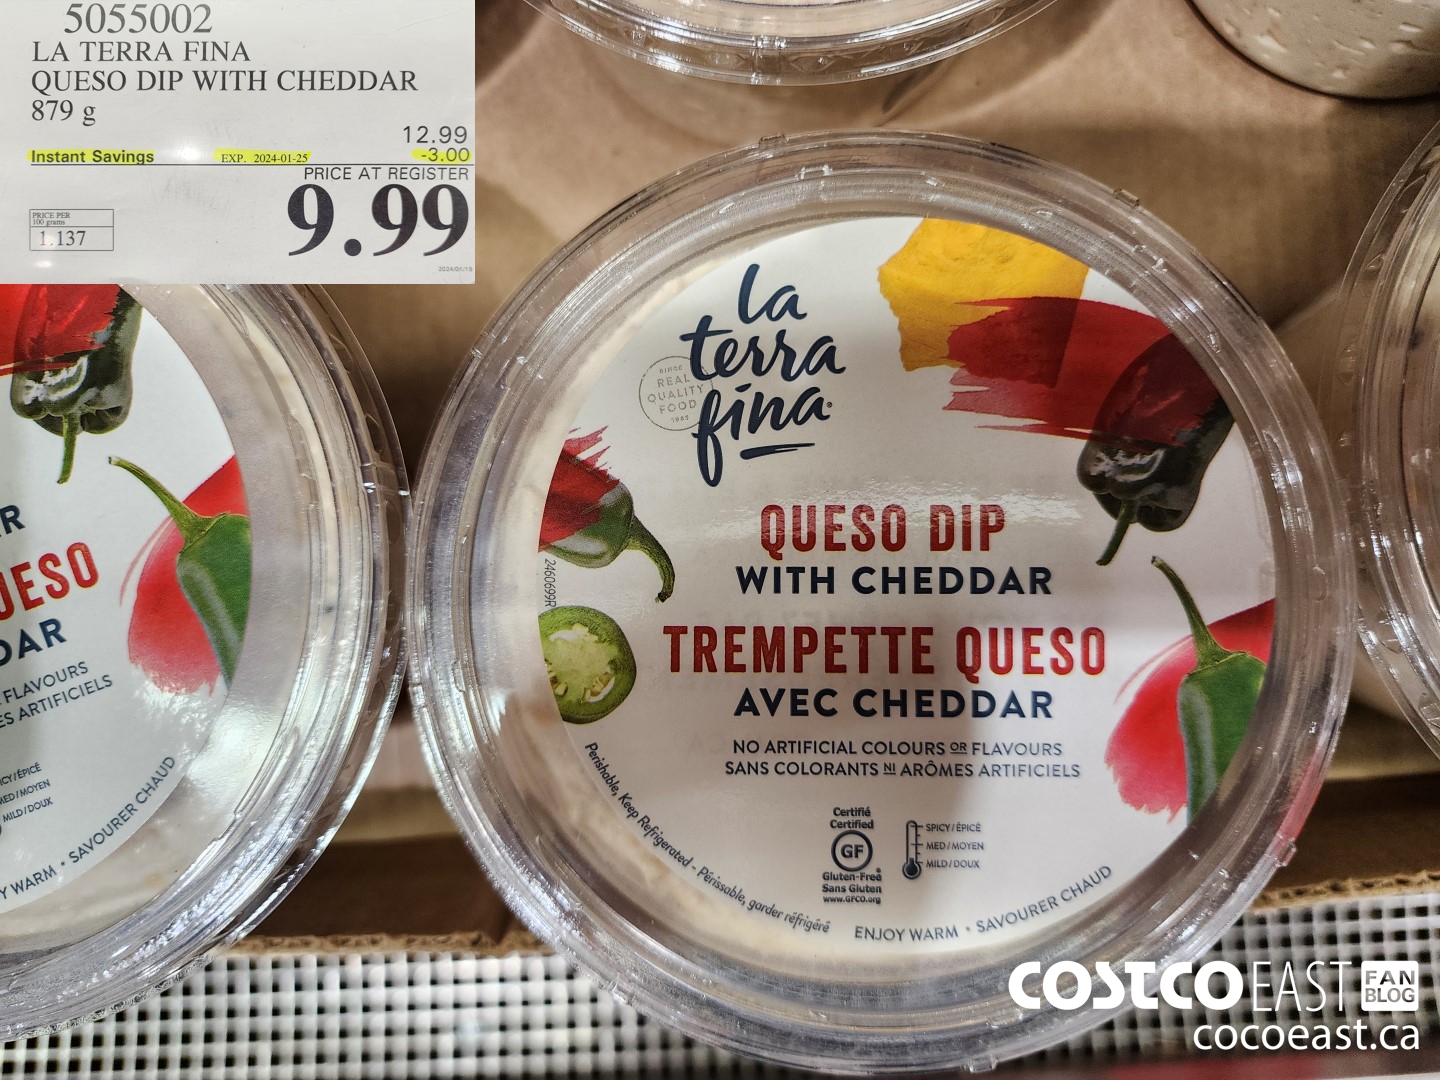 5055002
LA TERRA FINA
QUESO DIP WITH CHEDDAR
879 g
12.99
Instant Savings EXP. 2024-01-25 -3.00
PRICE AT REGISTER
9.99
PRICE PER
100 grams
1.137
2024/01/19
la
terra
fina
SINCE
REAL
QUALITY
FOOD
1983
QUESO DIP
WITH CHEDDAR
TREMPETTE QUESO
AVEC CHEDDAR
NO ARTIFICIAL COLOURS OR FLAVOURS
SANS COLORANTS NI ARÔMES ARTIFICIELS
Certifié
Certified
GF
Gluten-Free
Sans Gluten
www.GFCO.org
SPICY/ÉPICÉ
MED/MOYEN
MILD/DOUX
Perishable, Keep Refrigerated - Périssable, garder réfrigéré
ENJOY WARM • SAVOURER CHAUD
2460699R
R
UESO
DAR
FLAVOURS
ES ARTIFICIELS
ICY/ÉPICÉ
MED/MOYEN
MILD/DOUX
Y WARM • SAVOURER CHAUD
COSTCO EAST FAN
BLOG
cocoeast.ca